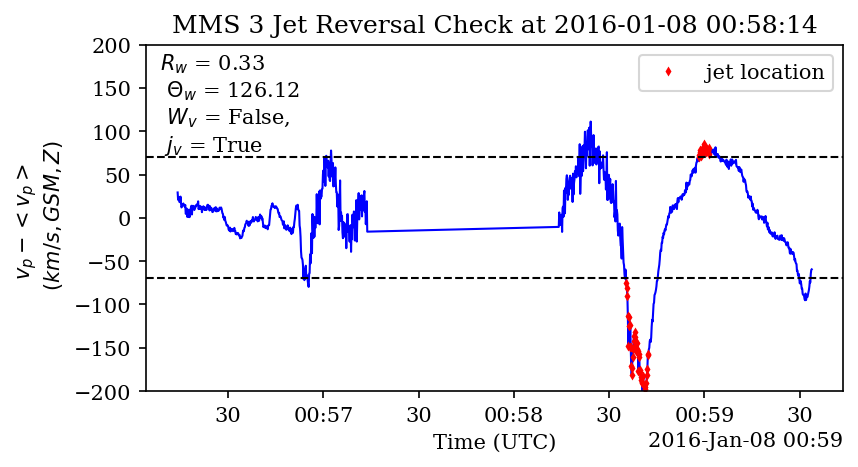 MMS 3 Jet Reversal Check at 2016-01-08 00:58:14
R_w = 0.33
Θ_w = 126.12
W_v = False,
j_v = True
jet location
200
150
100
50
0
−50
−100
−150
−200
v_p − < v_p >
(km/s, GSM, Z)
30 00:57 30 00:58 30 00:59 30
Time (UTC)
2016-Jan-08 00:59